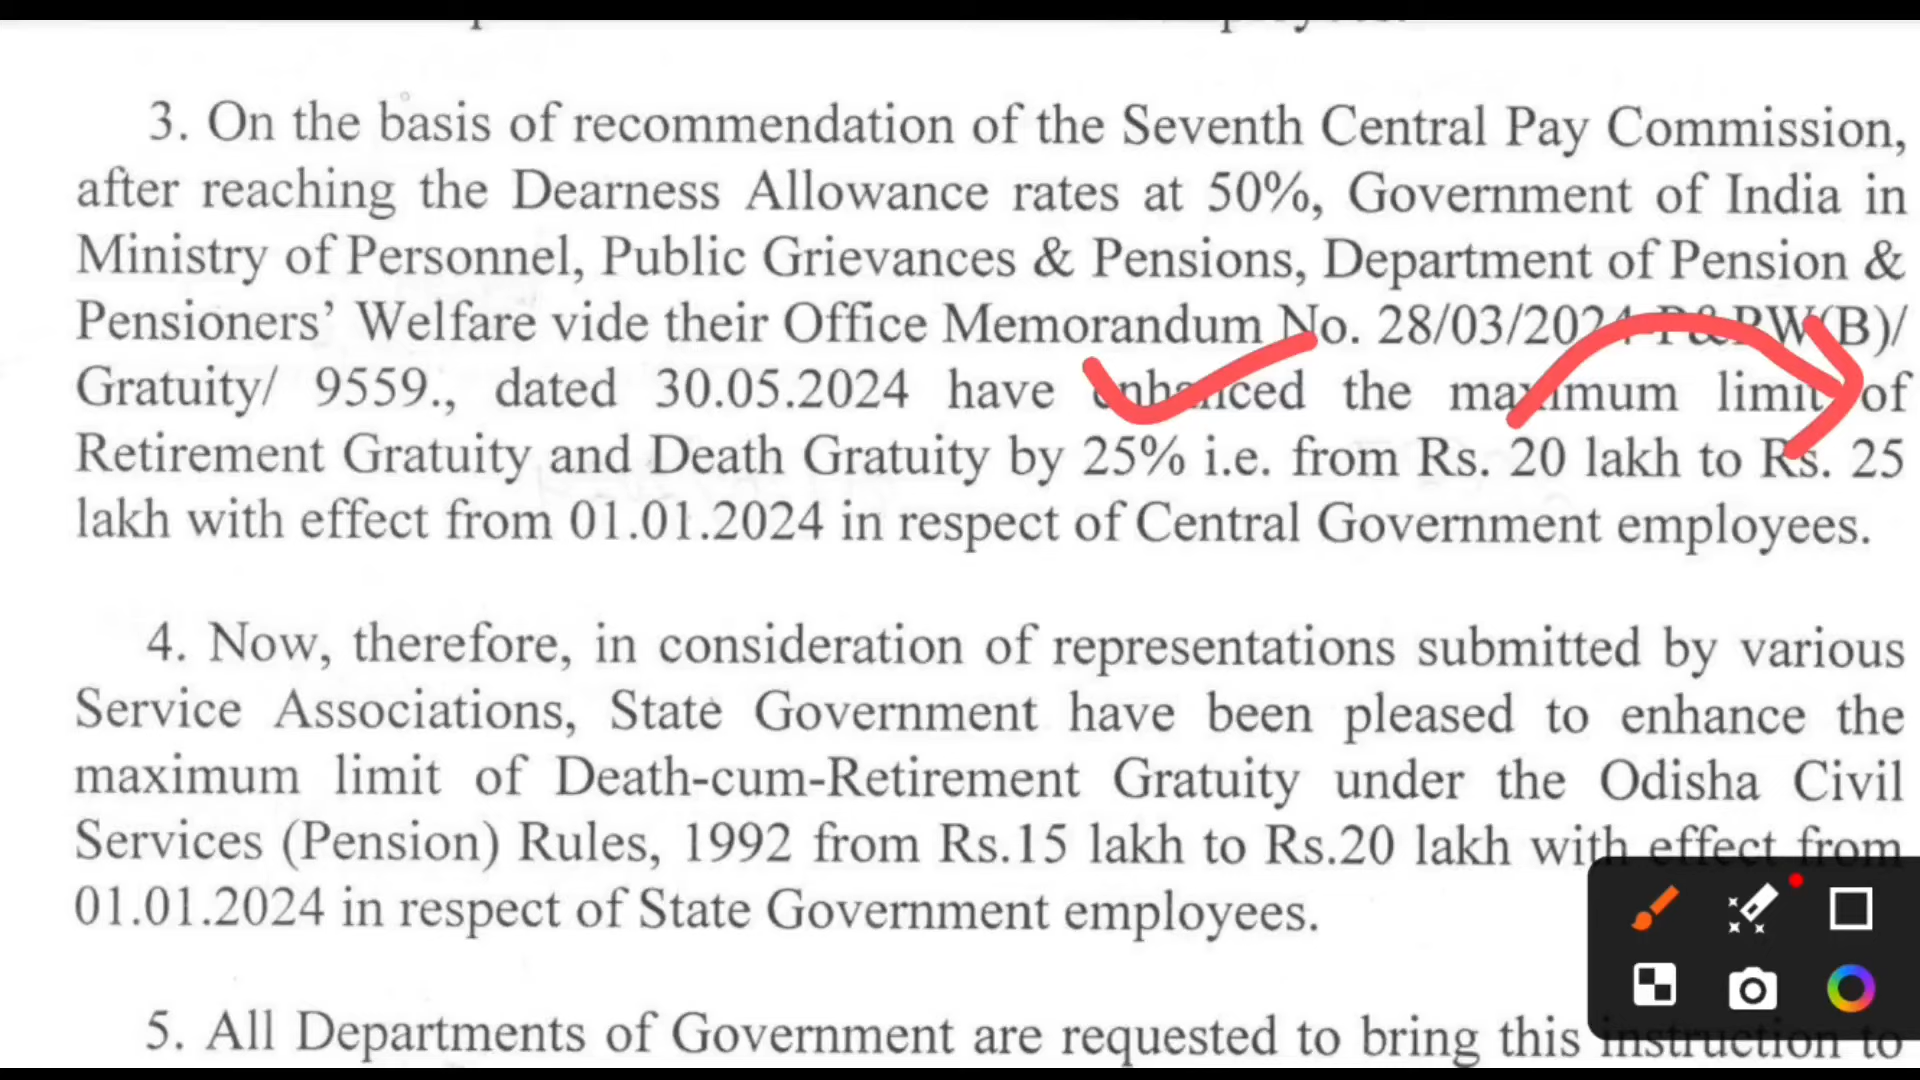 3. On the basis of recommendation of the Seventh Central Pay Commission,
after reaching the Dearness Allowance rates at 50%, Government of India in
Ministry of Personnel, Public Grievances & Pensions, Department of Pension &
Pensioners’ Welfare vide their Office Memorandum No. 28/03/2024-P&PW(B)/
Gratuity/ 9559., dated 30.05.2024 have enhanced the maximum limit of
Retirement Gratuity and Death Gratuity by 25% i.e. from Rs. 20 lakh to Rs. 25
lakh with effect from 01.01.2024 in respect of Central Government employees.
4. Now, therefore, in consideration of representations submitted by various
Service Associations, State Government have been pleased to enhance the
maximum limit of Death-cum-Retirement Gratuity under the Odisha Civil
Services (Pension) Rules, 1992 from Rs.15 lakh to Rs.20 lakh with effect from
01.01.2024 in respect of State Government employees.
5. All Departments of Government are requested to bring this instruction to